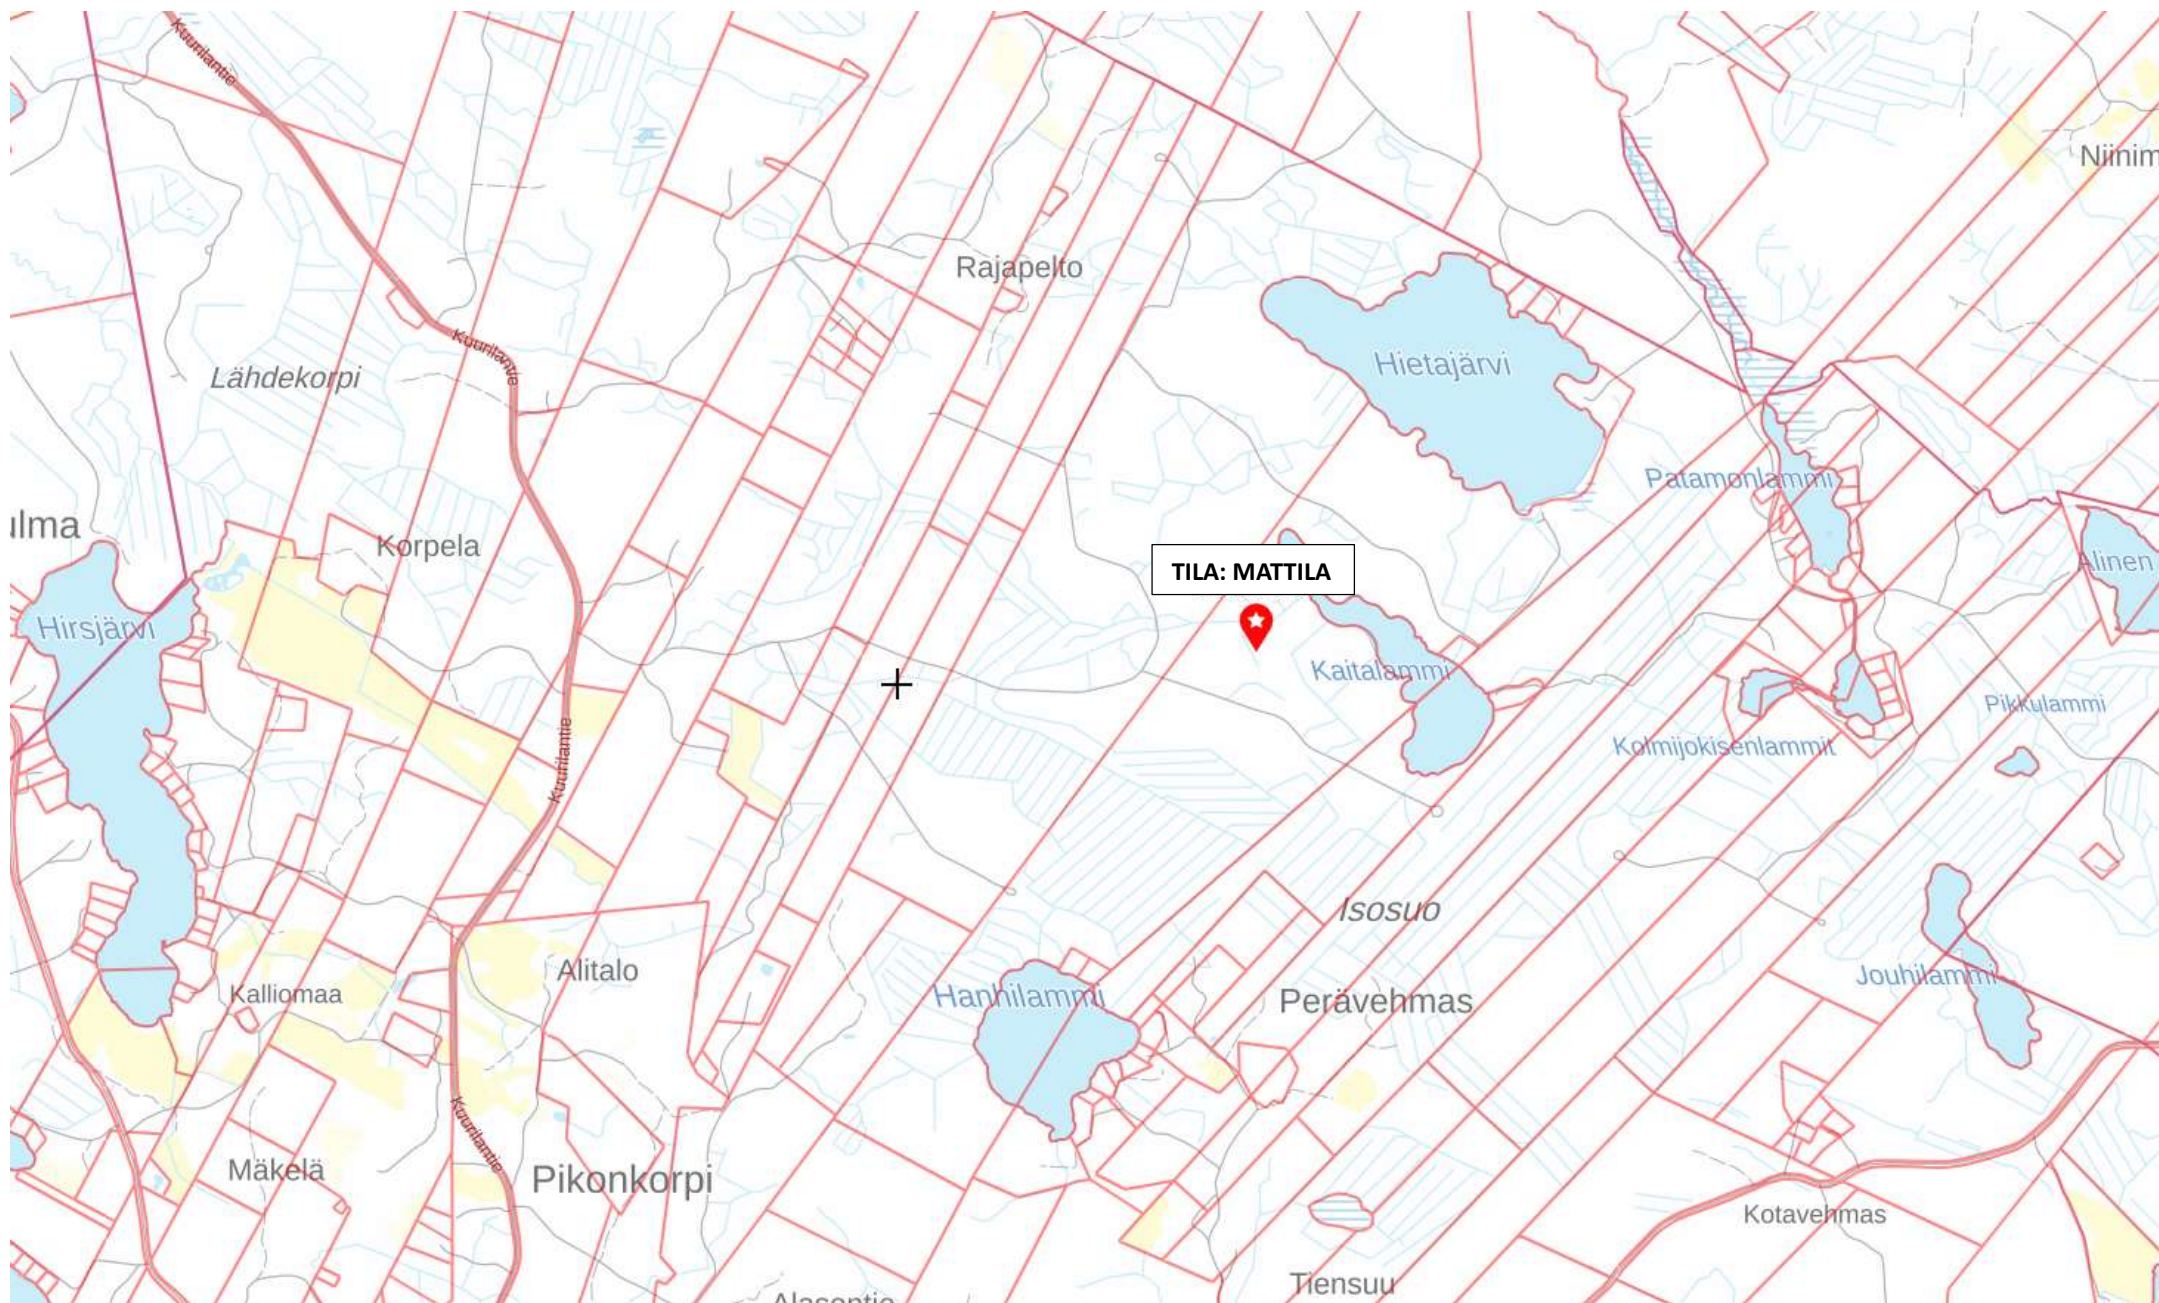 Kuurilantie
Niinim
Rajapelto
Kuurilantie
Hietajärvi
Lähdekorpi
Patamonlammi
ulma
Korpela
Alinen
TILA: MATTILA
Hirsjärvi
Kaitalammi
Pikkulammi
Kolmijokisenlammit
Kuurilantie
Isosuo
Alitalo
Jouhilammi
Kalliomaa
Hanhilammi
Perävehmas
Kuurilantie
Mäkelä
Pikonkorpi
Kotavehmas
Tiensuu